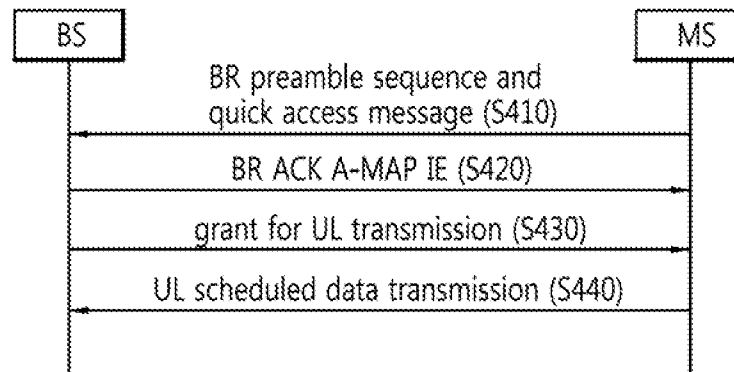 BS
MS
BR preamble sequence and
quick access message (S410)
BR ACK A-MAP IE (S420)
grant for UL transmission (S430)
UL scheduled data transmission (S440)